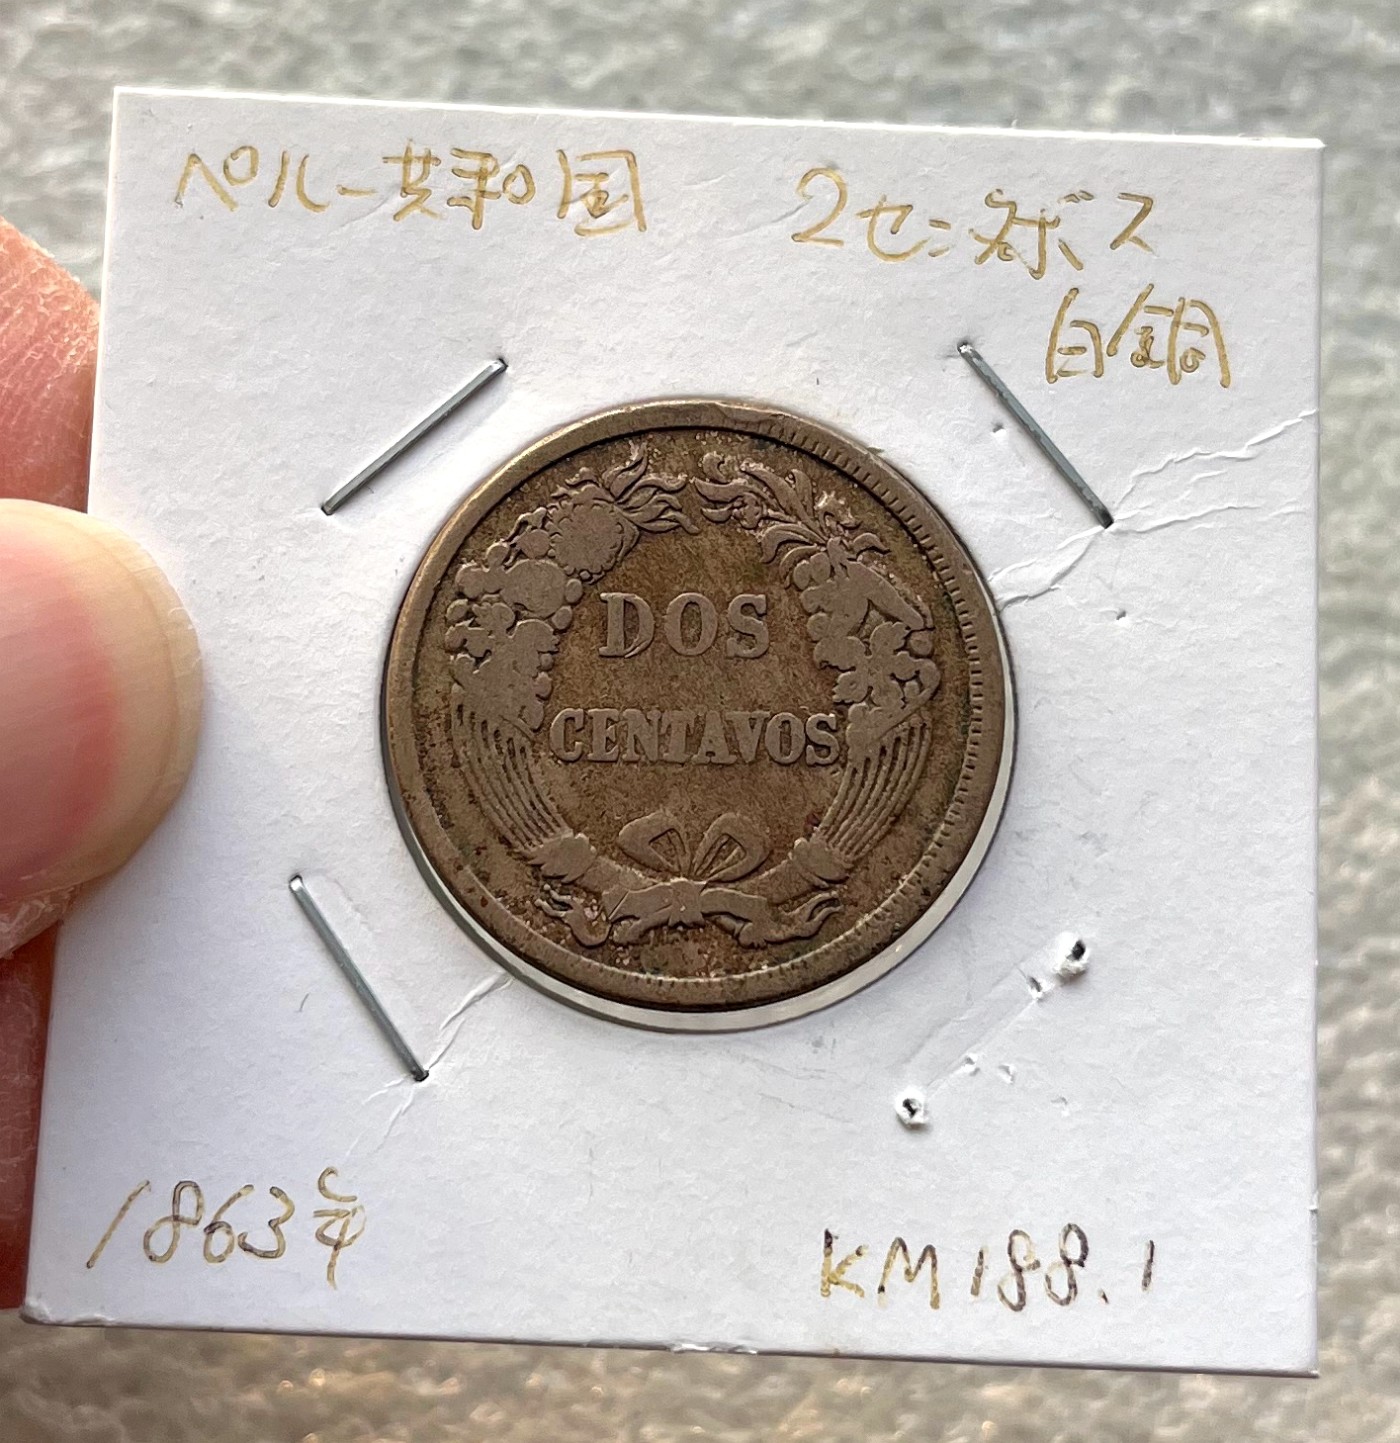 ペルー共和国 2センタボス
白銅
DOS
CENTAVOS
1863年
KM188.1